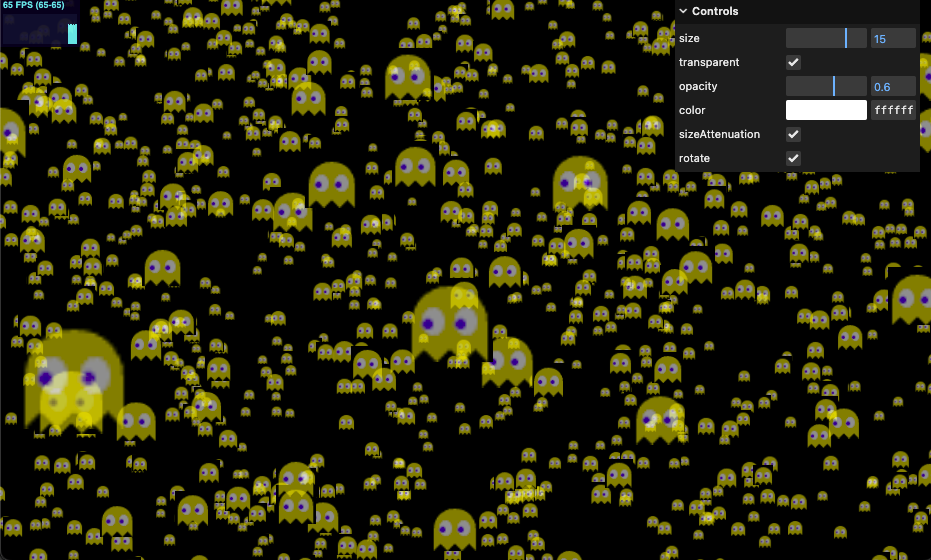 65 FPS (65-65)
Controls
size 15
transparent
opacity 0.6
color ffffff
sizeAttenuation
rotate